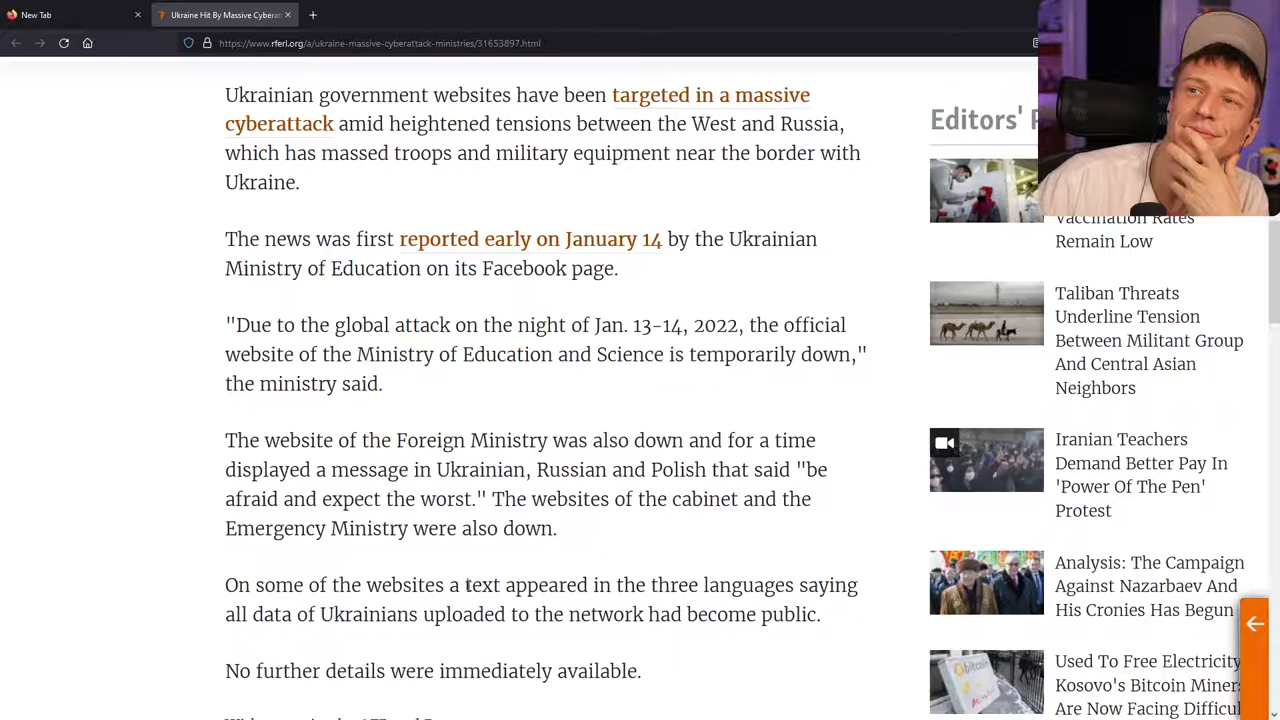 New Tab
Ukraine Hit By Massive Cyberat
https://www.rferl.org/a/ukraine-massive-cyberattack-ministries/31653897.html
Ukrainian government websites have been targeted in a massive
cyberattack amid heightened tensions between the West and Russia,
which has massed troops and military equipment near the border with
Ukraine.
The news was first reported early on January 14 by the Ukrainian
Ministry of Education on its Facebook page.
"Due to the global attack on the night of Jan. 13-14, 2022, the official
website of the Ministry of Education and Science is temporarily down,"
the ministry said.
The website of the Foreign Ministry was also down and for a time
displayed a message in Ukrainian, Russian and Polish that said "be
afraid and expect the worst." The websites of the cabinet and the
Emergency Ministry were also down.
On some of the websites a text appeared in the three languages saying
all data of Ukrainians uploaded to the network had become public.
No further details were immediately available.
Editors'
Vaccination Rates
Remain Low
Taliban Threats
Underline Tension
Between Militant Group
And Central Asian
Neighbors
Iranian Teachers
Demand Better Pay In
'Power Of The Pen'
Protest
Analysis: The Campaign
Against Nazarbaev And
His Cronies Has Begun
Used To Free Electricity
Kosovo's Bitcoin Miner
Are Now Facing Difficul